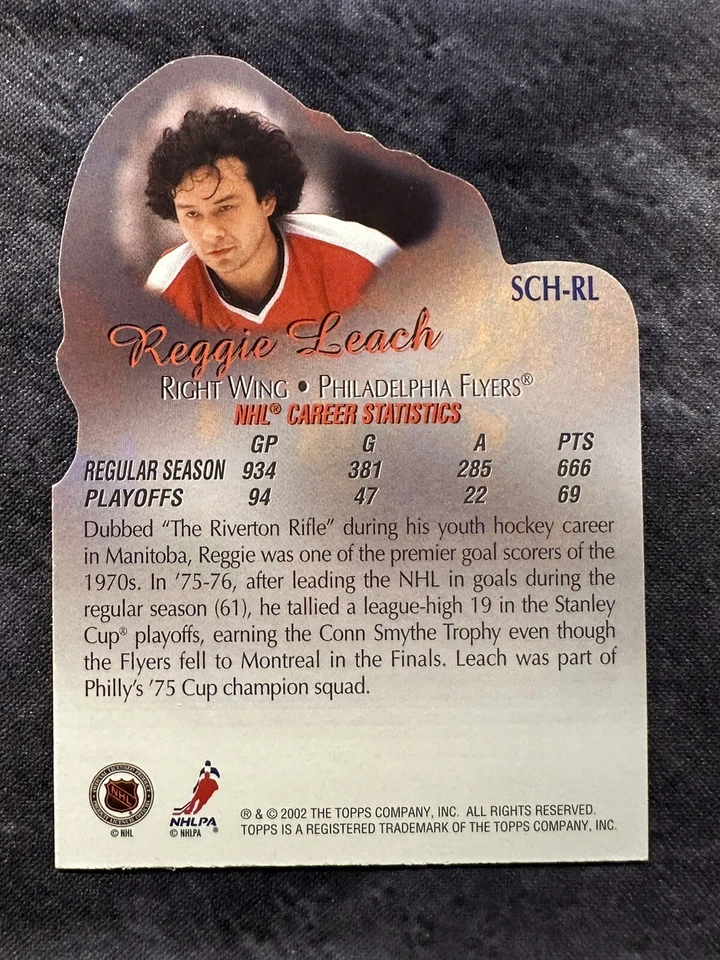 SCH-RL
Reggie Leach
RIGHT WING • PHILADELPHIA FLYERS®
NHL® CAREER STATISTICS
GP G A PTS
REGULAR SEASON 934 381 285 666
PLAYOFFS 94 47 22 69
Dubbed “The Riverton Rifle” during his youth hockey career
in Manitoba, Reggie was one of the premier goal scorers of the
1970s. In ’75-76, after leading the NHL in goals during the
regular season (61), he tallied a league-high 19 in the Stanley
Cup® playoffs, earning the Conn Smythe Trophy even though
the Flyers fell to Montreal in the Finals. Leach was part of
Philly’s ’75 Cup champion squad.
NHL
© NHL
NHLPA®
© NHLPA
® & © 2002 THE TOPPS COMPANY, INC. ALL RIGHTS RESERVED.
TOPPS IS A REGISTERED TRADEMARK OF THE TOPPS COMPANY, INC.